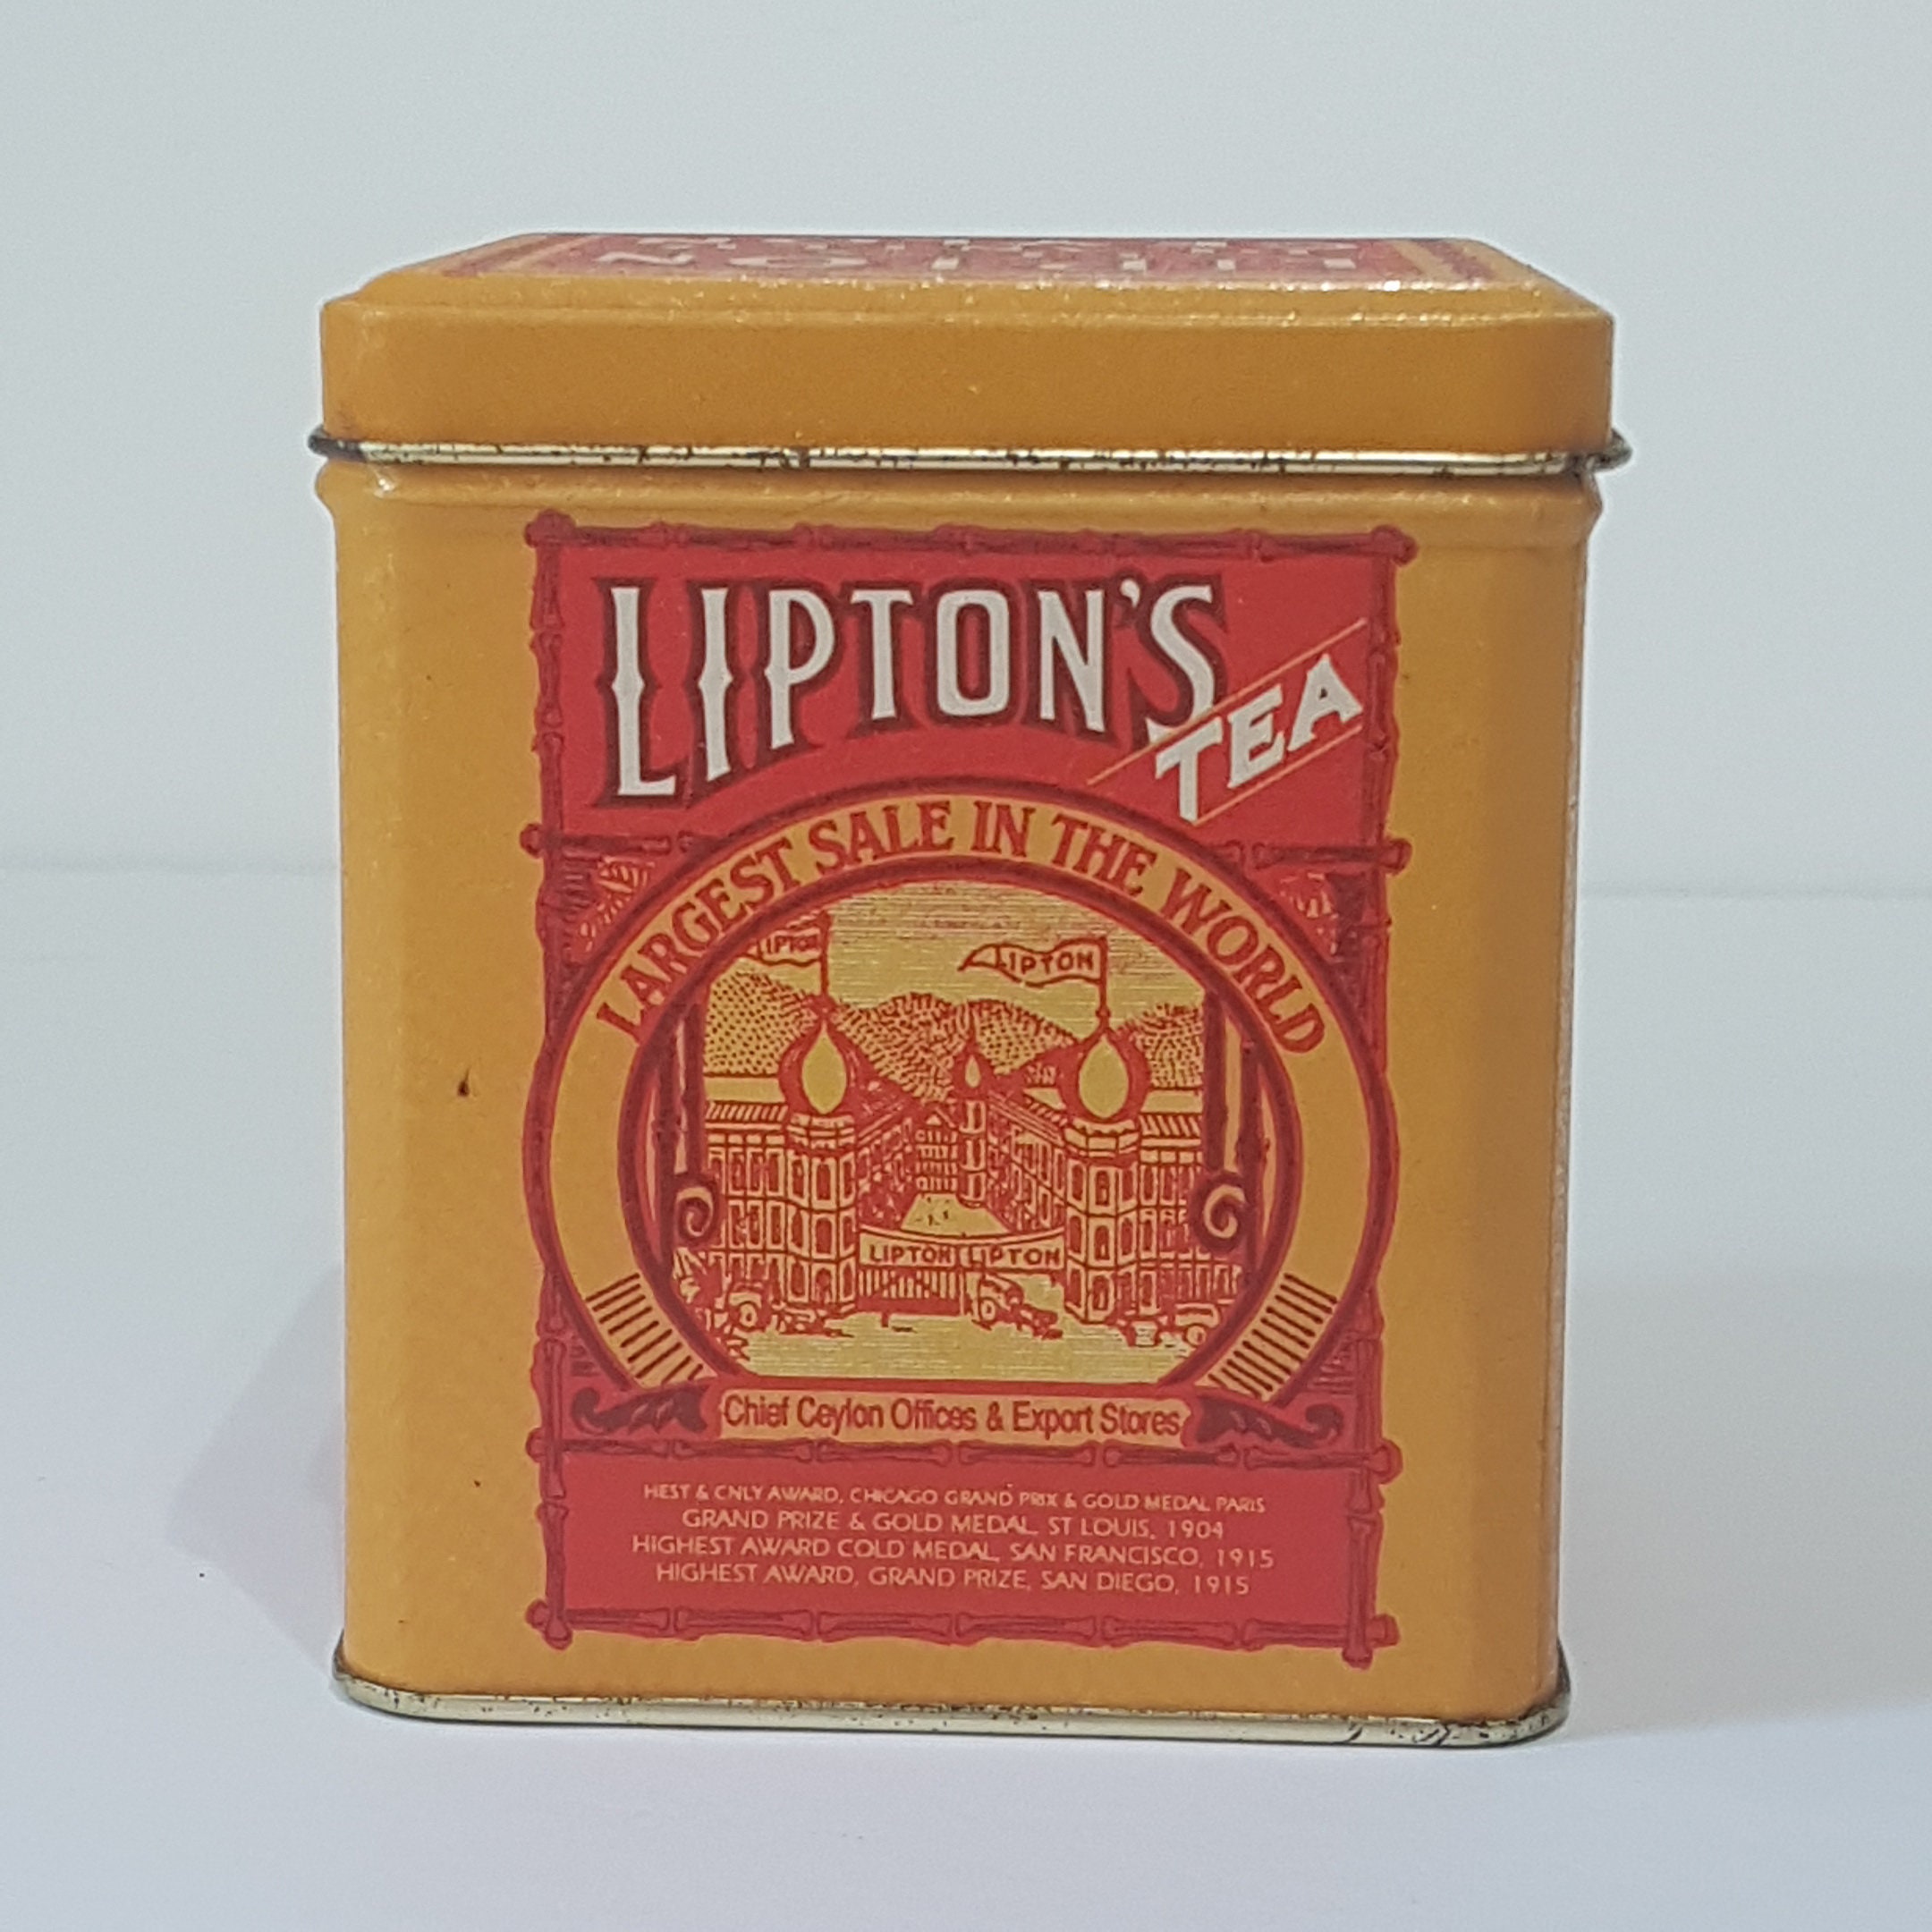 LIPTON'S
TEA
LARGEST SALE IN THE WORLD
LIPTON
LIPTON
LIPTON LIPTON
Chief Ceylon Offices & Export Stores
HEST & CNLY AWARD, CHICAGO GRAND PRIX & GOLD MEDAL PARIS
GRAND PRIZE & GOLD MEDAL, ST LOUIS, 1904
HIGHEST AWARD COLD MEDAL, SAN FRANCISCO, 1915
HIGHEST AWARD, GRAND PRIZE, SAN DIEGO, 1915